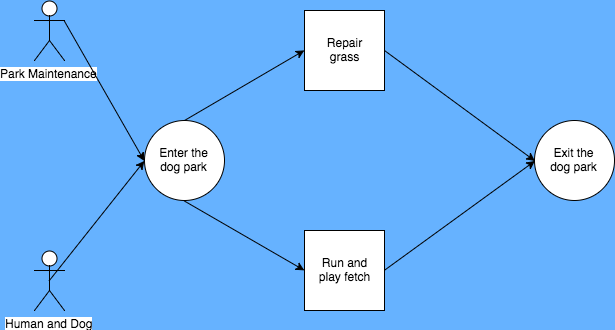 Park Maintenance
Human and Dog
Enter the
dog park
Repair
grass
Run and
play fetch
Exit the
dog park